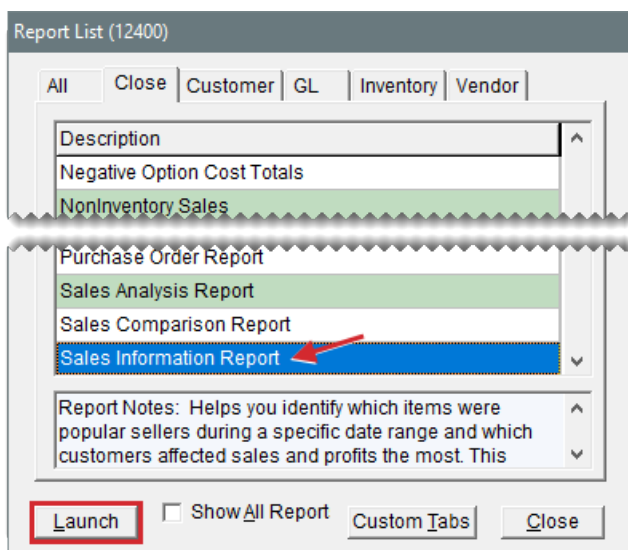 Report List (12400)
All Close Customer GL Inventory Vendor
Description
Negative Option Cost Totals
NonInventory Sales
Purchase Order Report
Sales Analysis Report
Sales Comparison Report
Sales Information Report
Report Notes: Helps you identify which items were
popular sellers during a specific date range and which
customers affected sales and profits the most. This
Launch Show All Report Custom Tabs Close